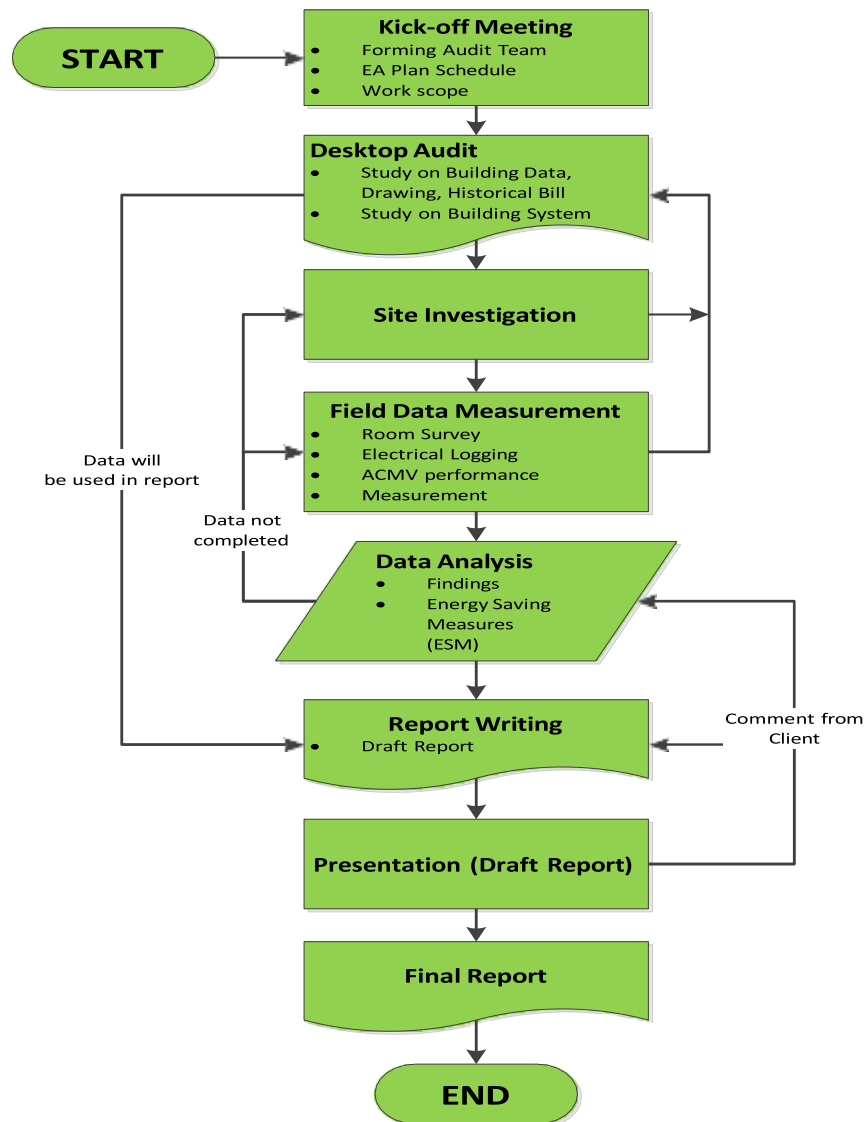 START
Kick-off Meeting
• Forming Audit Team
• EA Plan Schedule
• Work scope
Desktop Audit
• Study on Building Data,
Drawing, Historical Bill
• Study on Building System
Site Investigation
Field Data Measurement
• Room Survey
• Electrical Logging
• ACMV performance
• Measurement
Data will
be used in report
Data not
completed
Data Analysis
• Findings
• Energy Saving
Measures
(ESM)
Report Writing
• Draft Report
Comment from
Client
Presentation (Draft Report)
Final Report
END